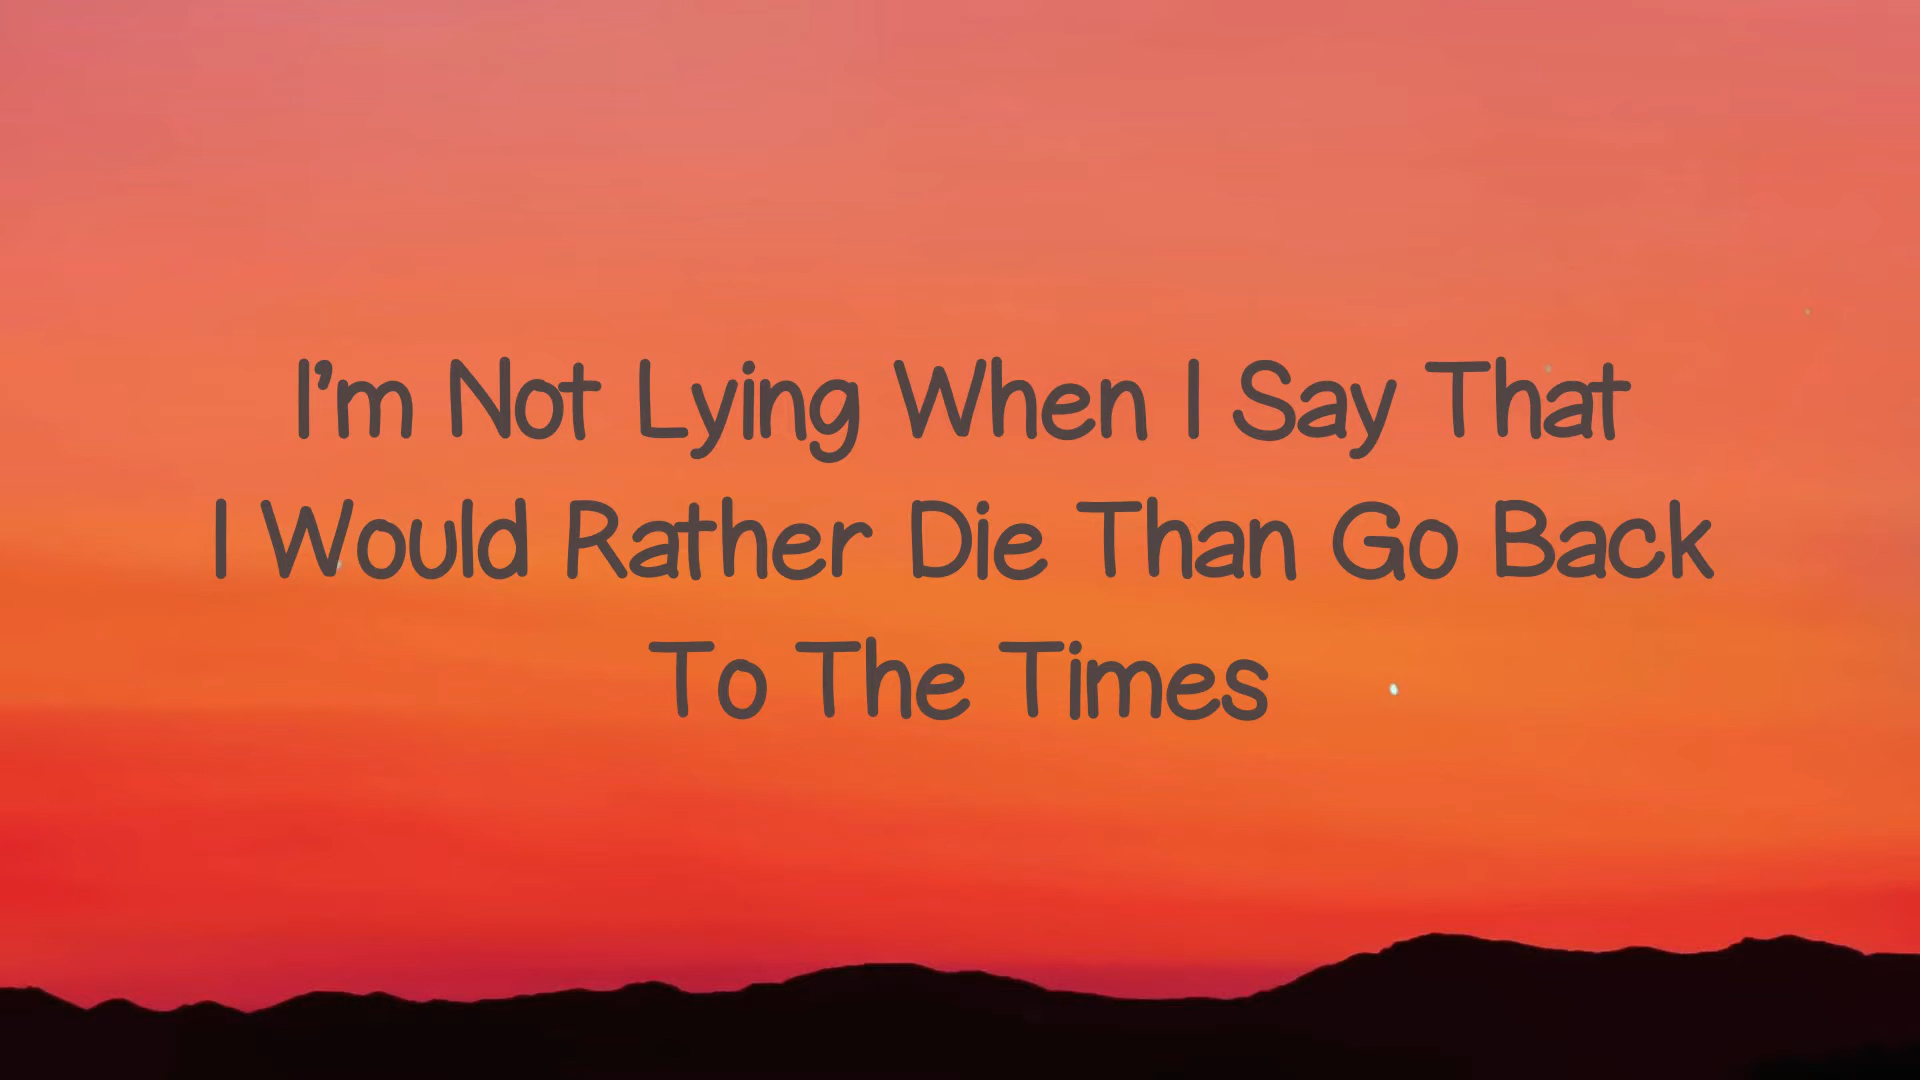 I'm Not Lying When I Say That
I Would Rather Die Than Go Back
To The Times